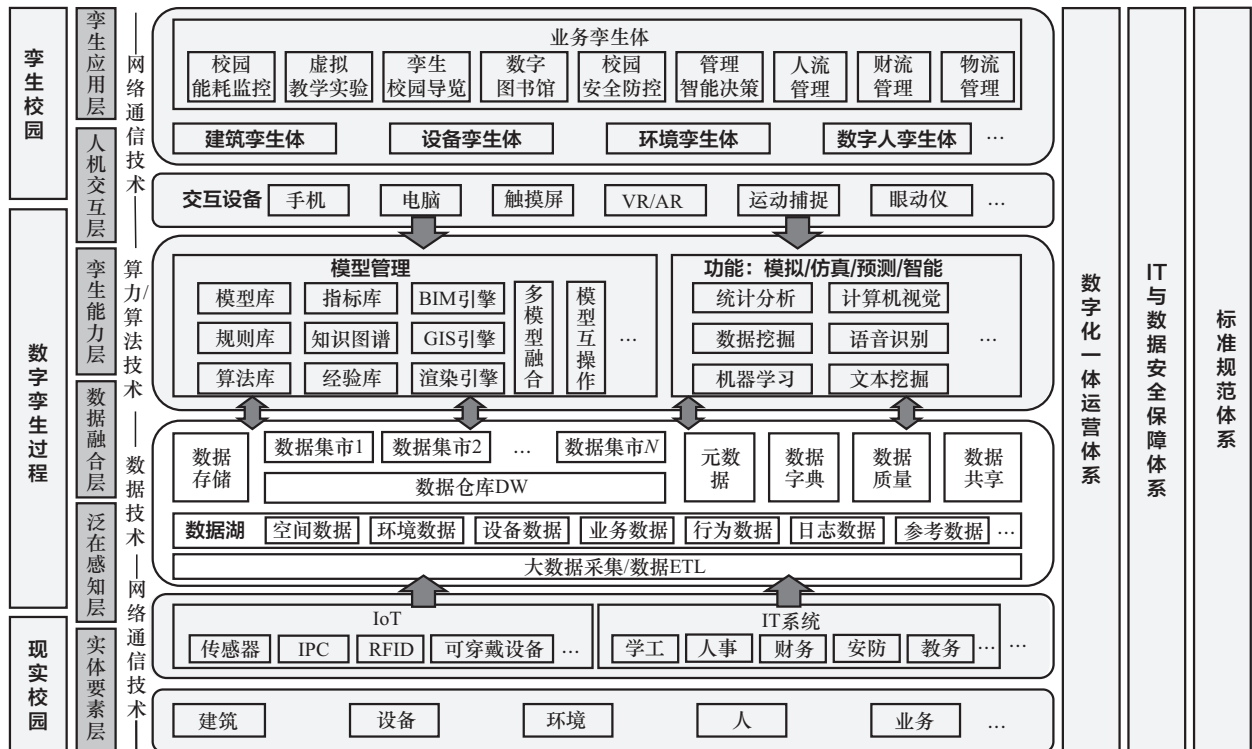 孪生校园
数字孪生过程
现实校园
孪生应用层
人机交互层
孪生能力层
数据融合层
泛在感知层
实体要素层
网络通信技术
算力/算法技术
数据技术
网络通信技术
业务孪生体
校园
能耗监控
虚拟
教学实验
孪生
校园导览
数字
图书馆
校园
安全防控
管理
智能决策
人流
管理
财流
管理
物流
管理
建筑孪生体 设备孪生体 环境孪生体 数字人孪生体 …
交互设备 手机 电脑 触摸屏 VR/AR 运动捕捉 眼动仪 …
模型管理
模型库 指标库 BIM引擎
规则库 知识图谱 GIS引擎
算法库 经验库 渲染引擎
多模型融合
模型互操作
…
功能：模拟/仿真/预测/智能
统计分析 计算机视觉
数据挖掘 语音识别 …
机器学习 文本挖掘
数据
存储
数据集市1 数据集市2 … 数据集市N
数据仓库DW
元数
据
数据
字典
数据
质量
数据
共享
数据湖 空间数据 环境数据 设备数据 业务数据 行为数据 日志数据 参考数据 …
大数据采集/数据ETL
IoT
传感器 IPC RFID 可穿戴设备 …
IT系统
学工 人事 财务 安防 教务 … …
建筑 设备 环境 人 业务 …
数字化一体运营体系
IT与数据安全保障体系
标准规范体系